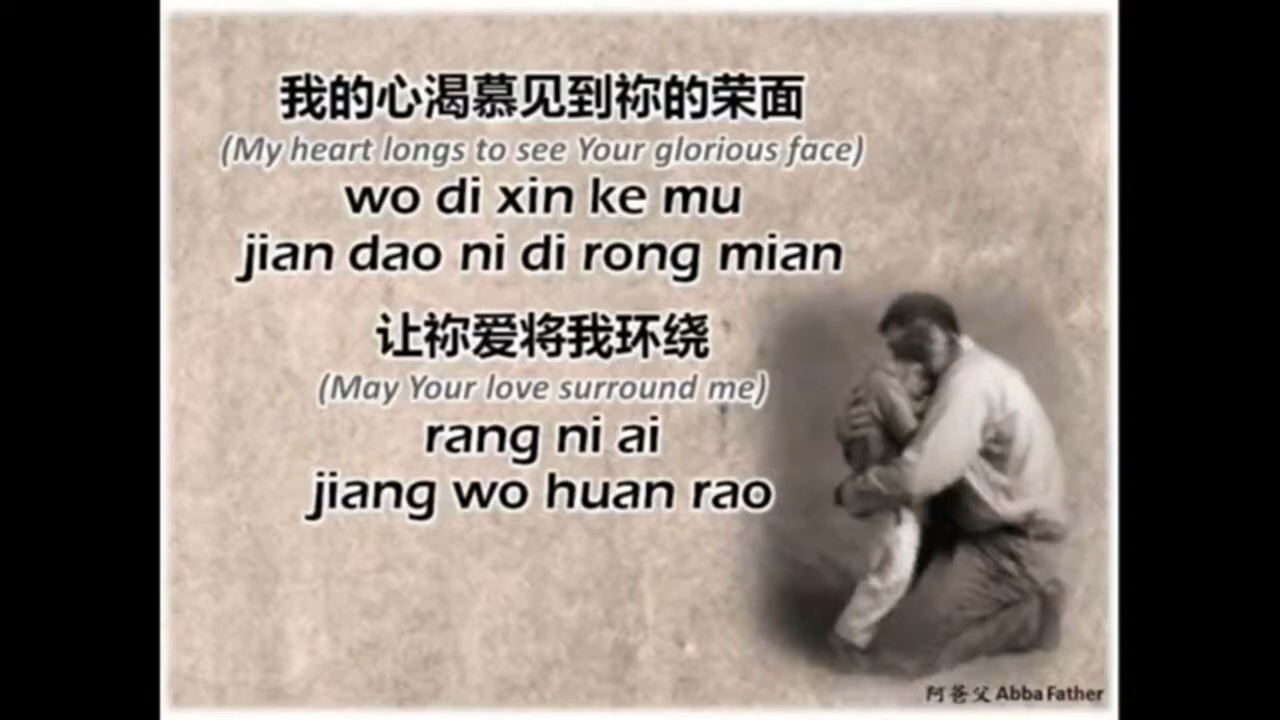 我的心渴慕见到祢的荣面
(My heart longs to see Your glorious face)
wo di xin ke mu
jian dao ni di rong mian
让祢爱将我环绕
(May Your love surround me)
rang ni ai
jiang wo huan rao
阿爸父 Abba Father